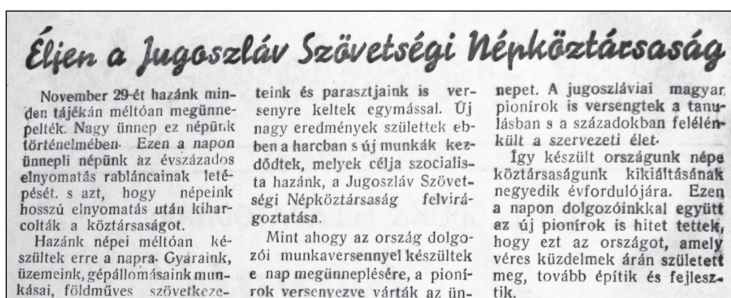 Éljen a Jugoszláv Szövetségi Népköztársaság
November 29-ét hazánk min-
den tájékán méltóan megünne-
pelték. Nagy ünnep ez népünk
történelmében. Ezen a napon
ünnepli népünk az évszázados
elnyomatás rabláncainak leté-
pését. s azt, hogy népeink
hosszú elnyomatás után kihar-
colták a köztársaságot.
Hazánk népei méltóan ké-
szültek erre a napra. Gyáraink,
üzemeink, gépállomásaink mun-
kásai, földműves szövetkeze-
teink és parasztjaink is ver-
senyre keltek egymással. Új
nagy eredmények születtek eb-
ben a harcban s új munkák kez-
dődtek, melyek célja szocialis-
ta hazánk, a Jugoszláv Szövet-
ségi Népköztársaság felvirá-
goztatása.
Mint ahogy az ország dolgo-
zói munkaversennyel készültek
e nap megünneplésére, a pioní-
rok versenyezve várták az ün-
nepet. A jugoszláviai magyar
pionírok is versengtek a tanu-
lásban s a századokban felélén-
kült a szervezeti élet.
Így készült országunk népe
köztársaságunk kikiáltásának
negyedik évfordulójára. Ezen
a napon dolgozóinkkal együtt
az új pionírok is hitet tettek,
hogy ezt az országot, amely
véres küzdelmek árán született
meg, tovább építik és fejlesz-
tik.